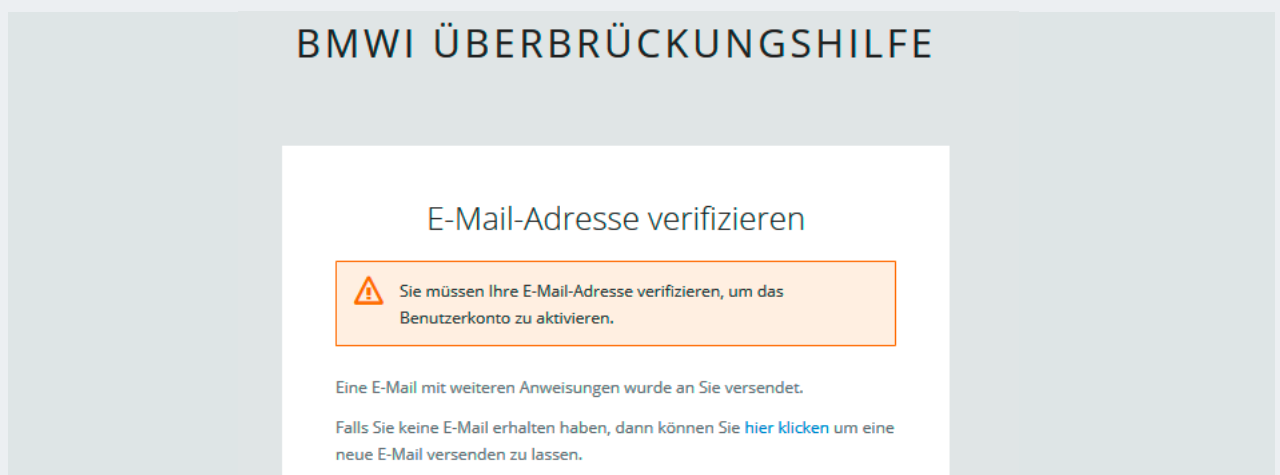 BMWI ÜBERBRÜCKUNGSHILFE
E-Mail-Adresse verifizieren
Sie müssen Ihre E-Mail-Adresse verifizieren, um das
Benutzerkonto zu aktivieren.
Eine E-Mail mit weiteren Anweisungen wurde an Sie versendet.
Falls Sie keine E-Mail erhalten haben, dann können Sie hier klicken um eine
neue E-Mail versenden zu lassen.